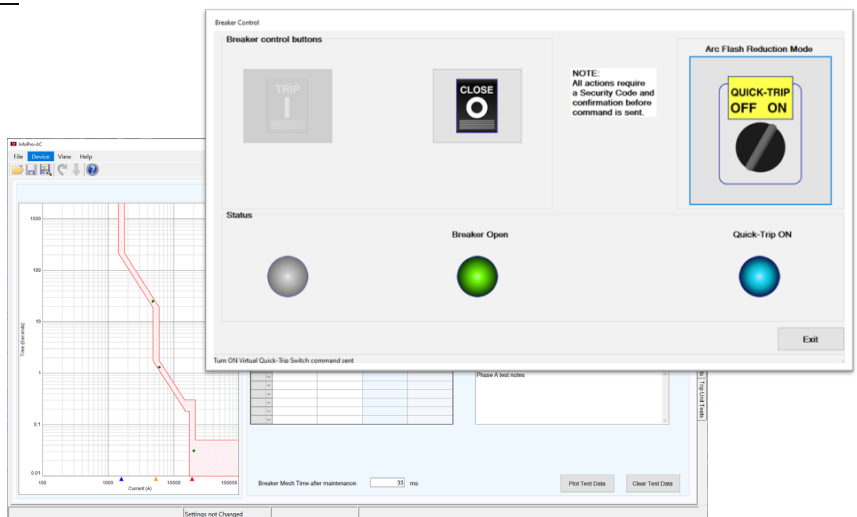 Breaker Control
Breaker control buttons
TRIP
I
CLOSE
O
NOTE:
All actions require
a Security Code and
confirmation before
command is sent.
Arc Flash Reduction Mode
QUICK-TRIP
OFF ON
Status
Breaker Open
Quick-Trip ON
Exit
Turn ON Virtual Quick-Trip Switch command sent
InfoPro-AC
File Device View Help
1000
100
10
1
0.1
0.01
Time (Seconds)
100 1000 10000 100000
Current (A)
Phase A test notes
Trip Unit Tests
Breaker Mech Time after maintenance: 33 ms
Plot Test Data
Clear Test Data
Settings not Changed